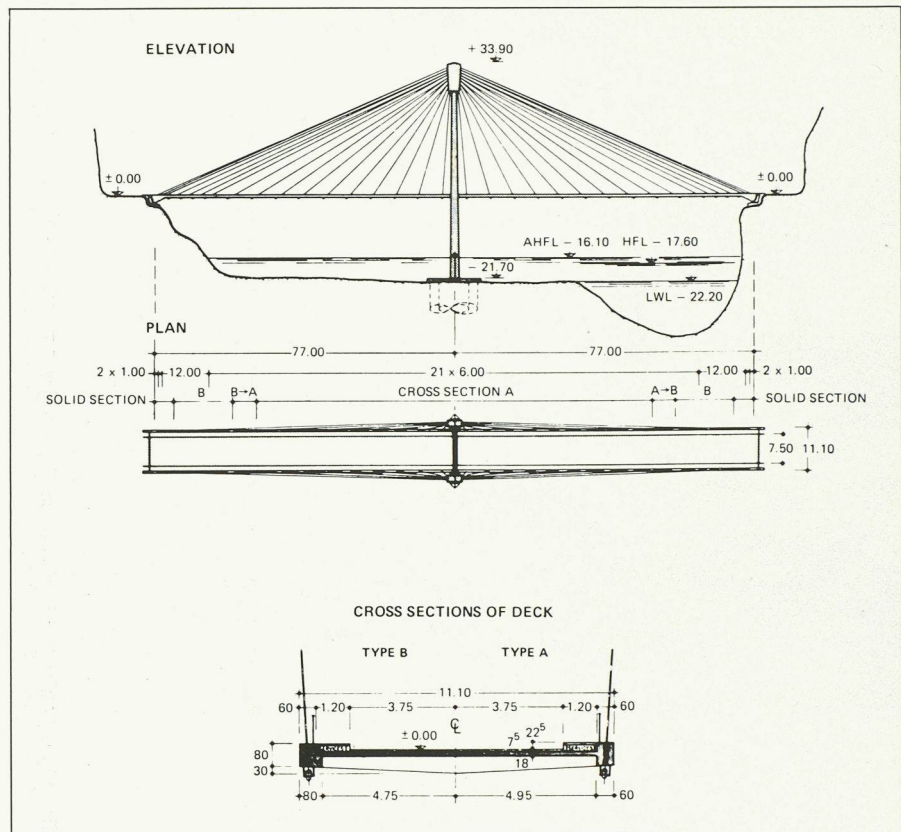 ELEVATION
+ 33.90
± 0.00
± 0.00
AHFL – 16.10 HFL – 17.60
– 21.70
LWL – 22.20
PLAN
77.00 77.00
2 x 1.00 12.00 21 x 6.00 12.00 2 x 1.00
SOLID SECTION B B→A CROSS SECTION A A→B B SOLID SECTION
7.50 11.10
CROSS SECTIONS OF DECK
TYPE B TYPE A
11.10
60 1.20 3.75 3.75 1.20 60
± 0.00 CL 7⁵ 22⁵
80
18
30
80 4.75 4.95 60